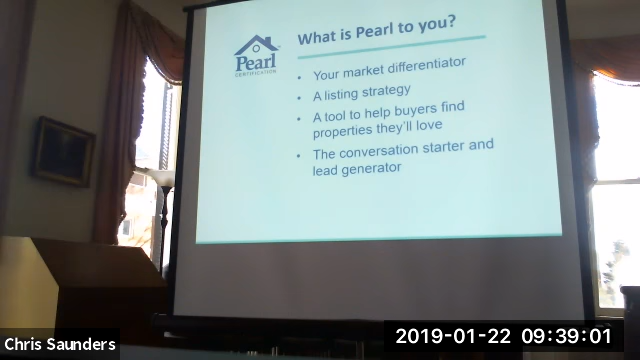 What is Pearl to you?
Pearl
CERTIFICATION
• Your market differentiator
• A listing strategy
• A tool to help buyers find
properties they'll love
• The conversation starter and
lead generator
Chris Saunders
2019-01-22 09:39:01